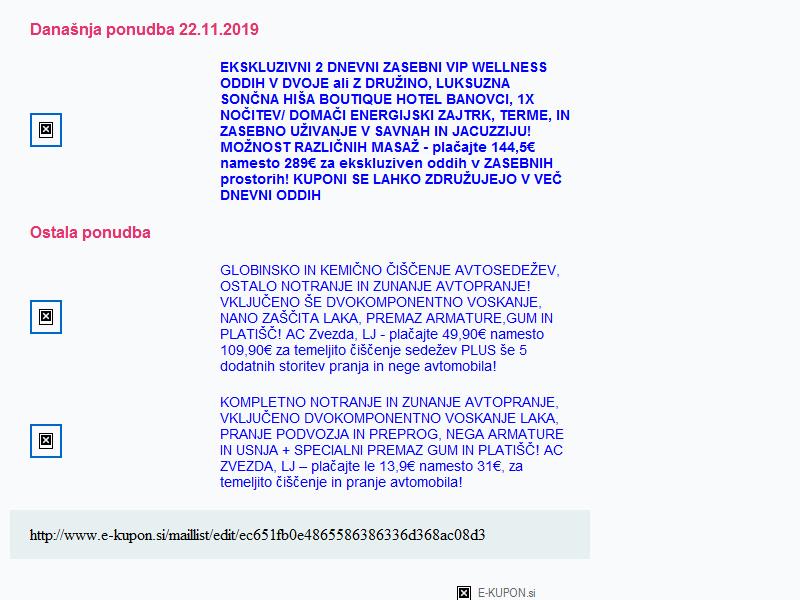 Današnja ponudba 22.11.2019
EKSKLUZIVNI 2 DNEVNI ZASEBNI VIP WELLNESS
ODDIH V DVOJE ali Z DRUŽINO, LUKSUZNA
SONČNA HIŠA BOUTIQUE HOTEL BANOVCI, 1X
NOČITEV/ DOMAČI ENERGIJSKI ZAJTRK, TERME, IN
ZASEBNO UŽIVANJE V SAVNAH IN JACUZZIJU!
MOŽNOST RAZLIČNIH MASAŽ - plačajte 144,5€
namesto 289€ za ekskluziven oddih v ZASEBNIH
prostorih! KUPONI SE LAHKO ZDRUŽUJEJO V VEČ
DNEVNI ODDIH
Ostala ponudba
GLOBINSKO IN KEMIČNO ČIŠČENJE AVTOSEDEŽEV,
OSTALO NOTRANJE IN ZUNANJE AVTOPRANJE!
VKLJUČENO ŠE DVOKOMPONENTNO VOSKANJE,
NANO ZAŠČITA LAKA, PREMAZ ARMATURE,GUM IN
PLATIŠČ! AC Zvezda, LJ - plačajte 49,90€ namesto
109,90€ za temeljito čiščenje sedežev PLUS še 5
dodatnih storitev pranja in nege avtomobila!
KOMPLETNO NOTRANJE IN ZUNANJE AVTOPRANJE,
VKLJUČENO DVOKOMPONENTNO VOSKANJE LAKA,
PRANJE PODVOZJA IN PREPROG, NEGA ARMATURE
IN USNJA + SPECIALNI PREMAZ GUM IN PLATIŠČ! AC
ZVEZDA, LJ – plačajte le 13,9€ namesto 31€, za
temeljito čiščenje in pranje avtomobila!
http://www.e-kupon.si/maillist/edit/ec651fb0e4865586386336d368ac08d3
E-KUPON.si